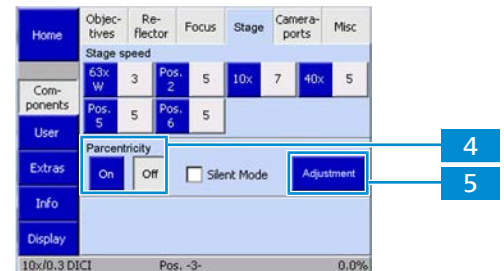 Home
Objec-
tives
Re-
flector
Focus
Stage
Camera-
ports
Misc
Stage speed
63x
W
3
Pos.
2
5
10x
7
40x
5
Pos.
5
5
Pos.
6
5
Com-
ponents
User
Extras
Info
Display
Parcentricity
On
Off
Silent Mode
Adjustment
4
5
10x/0.3 DICI
Pos. -3-
0.0%